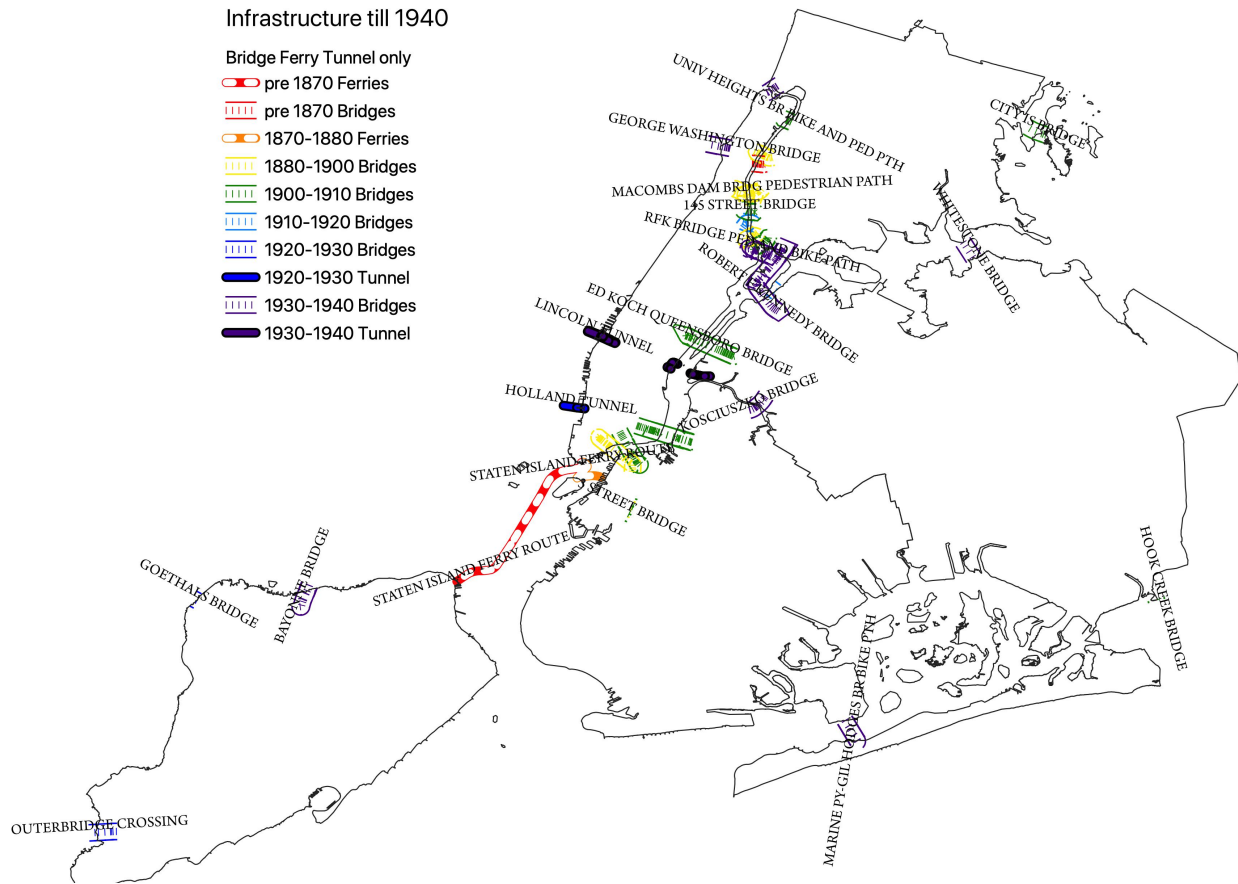 Infrastructure till 1940
Bridge Ferry Tunnel only
pre 1870 Ferries
pre 1870 Bridges
1870-1880 Ferries
1880-1900 Bridges
1900-1910 Bridges
1910-1920 Bridges
1920-1930 Bridges
1920-1930 Tunnel
1930-1940 Bridges
1930-1940 Tunnel
UNIV HEIGHTS BR BIKE AND PED PTH
CITY IS BRIDGE
GEORGE WASHINGTON BRIDGE
MACOMBS DAM BRDG PEDESTRIAN PATH
145 STREET BRIDGE
WHITESTONE BRIDGE
RFK BRIDGE PED AND BIKE PATH
ROBERT F KENNEDY BRIDGE
ED KOCH QUEENSBORO BRIDGE
LINCOLN TUNNEL
HOLLAND TUNNEL
KOSCIUSZKO BRIDGE
STATEN ISLAND FERRY ROUTE
STREET BRIDGE
STATEN ISLAND FERRY ROUTE
GOETHALS BRIDGE
BAYONNE BRIDGE
HOOK CREEK BRIDGE
MARINE PY-GIL HODGES BR BIKE PTH
OUTERBRIDGE CROSSING